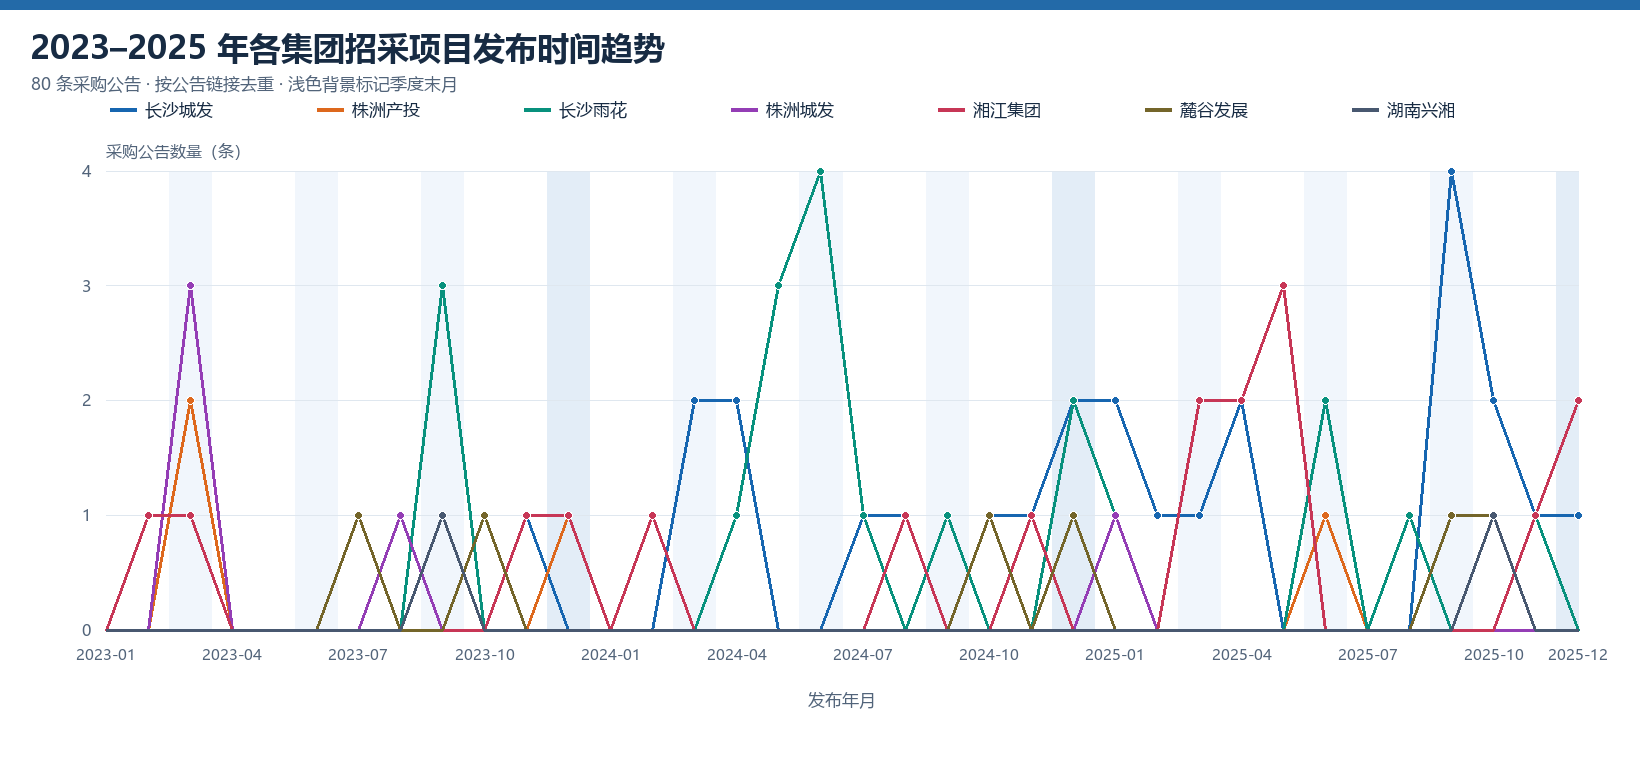 2023–2025 年各集团招采项目发布时间趋势
80 条采购公告 · 按公告链接去重 · 浅色背景标记季度末月
长沙城发 株洲产投 长沙雨花 株洲城发 湘江集团 麓谷发展 湖南兴湘
采购公告数量（条）
4
3
2
1
0
2023-01 2023-04 2023-07 2023-10 2024-01 2024-04 2024-07 2024-10 2025-01 2025-04 2025-07 2025-10 2025-12
发布年月